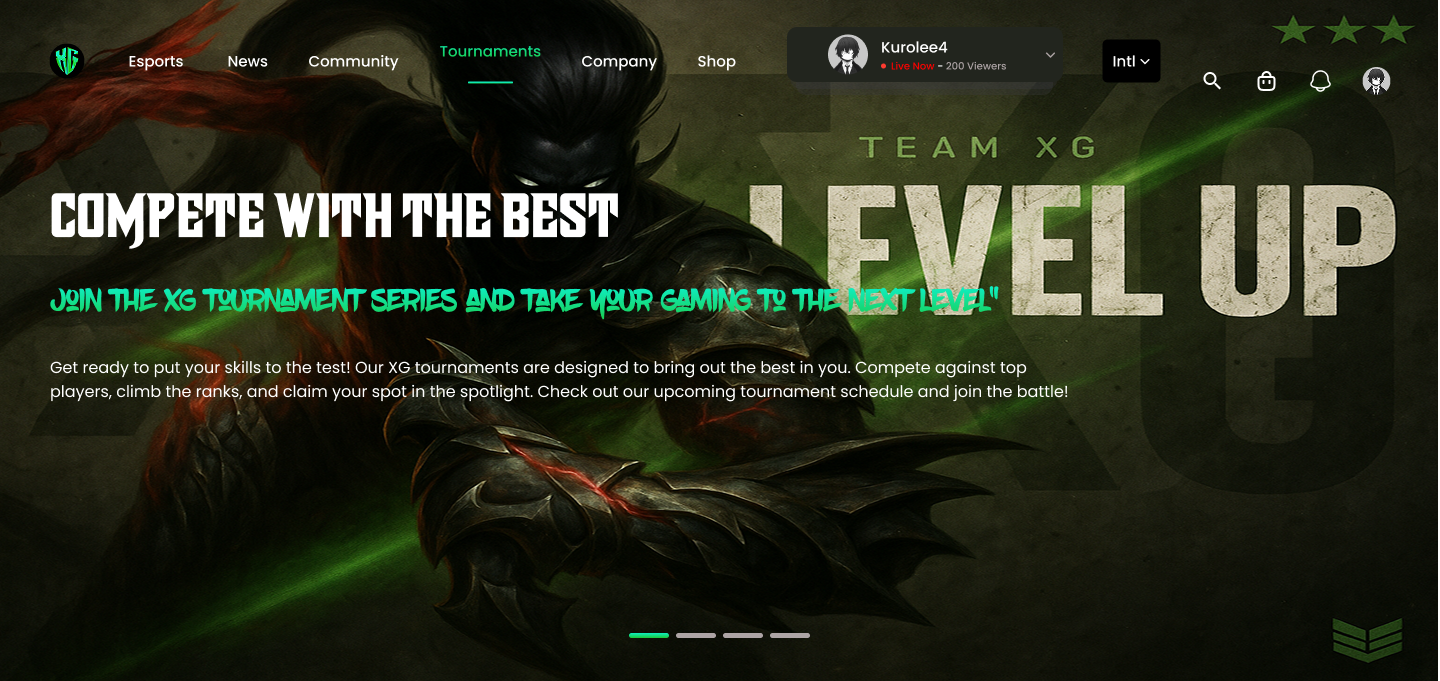 XG
Esports
News
Community
Tournaments
Company
Shop
Kurolee4
Live Now - 200 Viewers
Intl
TEAM XG
LEVEL UP
COMPETE WITH THE BEST
JOIN THE XG TOURNAMENT SERIES AND TAKE YOUR GAMING TO THE NEXT LEVEL"
Get ready to put your skills to the test! Our XG tournaments are designed to bring out the best in you. Compete against top
players, climb the ranks, and claim your spot in the spotlight. Check out our upcoming tournament schedule and join the battle!
XG